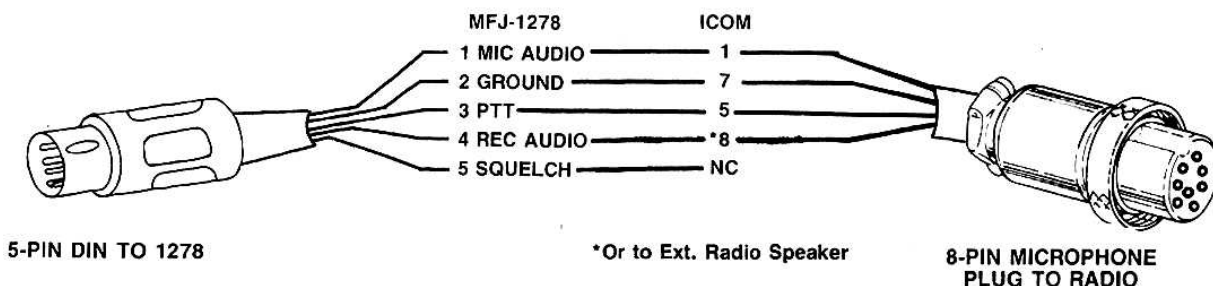 MFJ-1278 ICOM
1 MIC AUDIO 1
2 GROUND 7
3 PTT 5
4 REC AUDIO *8
5 SQUELCH NC
5-PIN DIN TO 1278
*Or to Ext. Radio Speaker
8-PIN MICROPHONE
PLUG TO RADIO